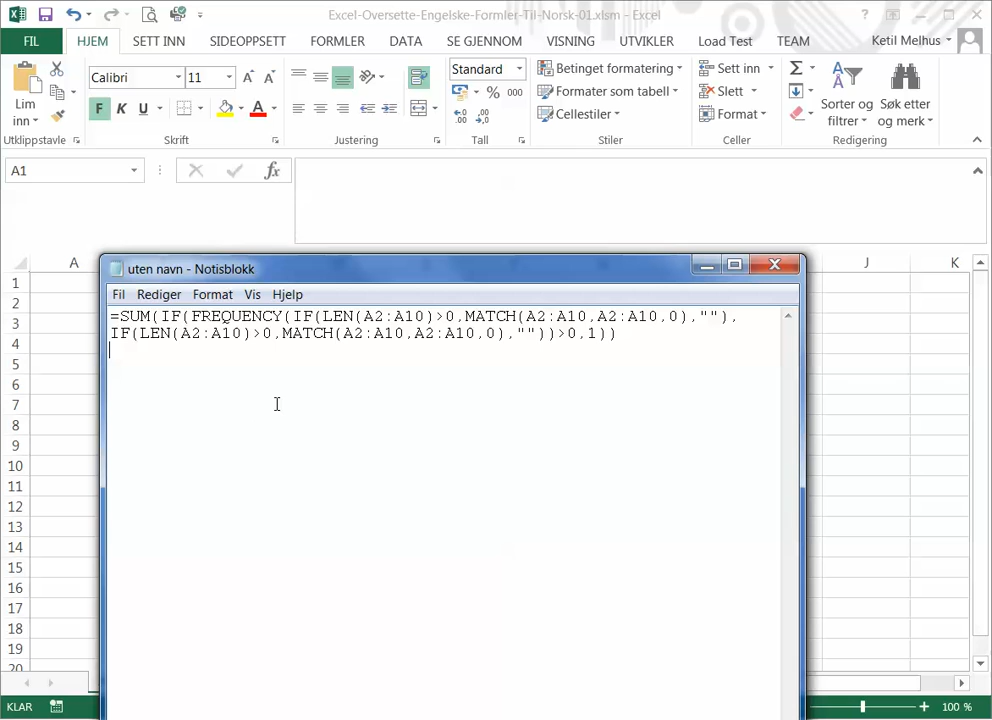 Excel-Oversette-Engelske-Formler-Til-Norsk-01.xlsm - Excel
FIL HJEM SETT INN SIDEOPPSETT FORMLER DATA SE GJENNOM VISNING UTVIKLER Load Test TEAM Ketil Melhus
Lim inn
Calibri 11
F K U
Standard
% 000
Betinget formatering
Formater som tabell
Cellestiler
Sett inn
Slett
Format
Sorter og filtrer
Søk etter og merk
Utklippstavle Skrift Justering Tall Stiler Celler Redigering
A1 fx
A J K
1
2
3
4
5
6
7
8
9
10
11
12
13
14
15
16
17
18
19
20
uten navn - Notisblokk
Fil Rediger Format Vis Hjelp
=SUM(IF(FREQUENCY(IF(LEN(A2:A10)>0,MATCH(A2:A10,A2:A10,0),""),
IF(LEN(A2:A10)>0,MATCH(A2:A10,A2:A10,0),""))>0,1))
KLAR 100 %